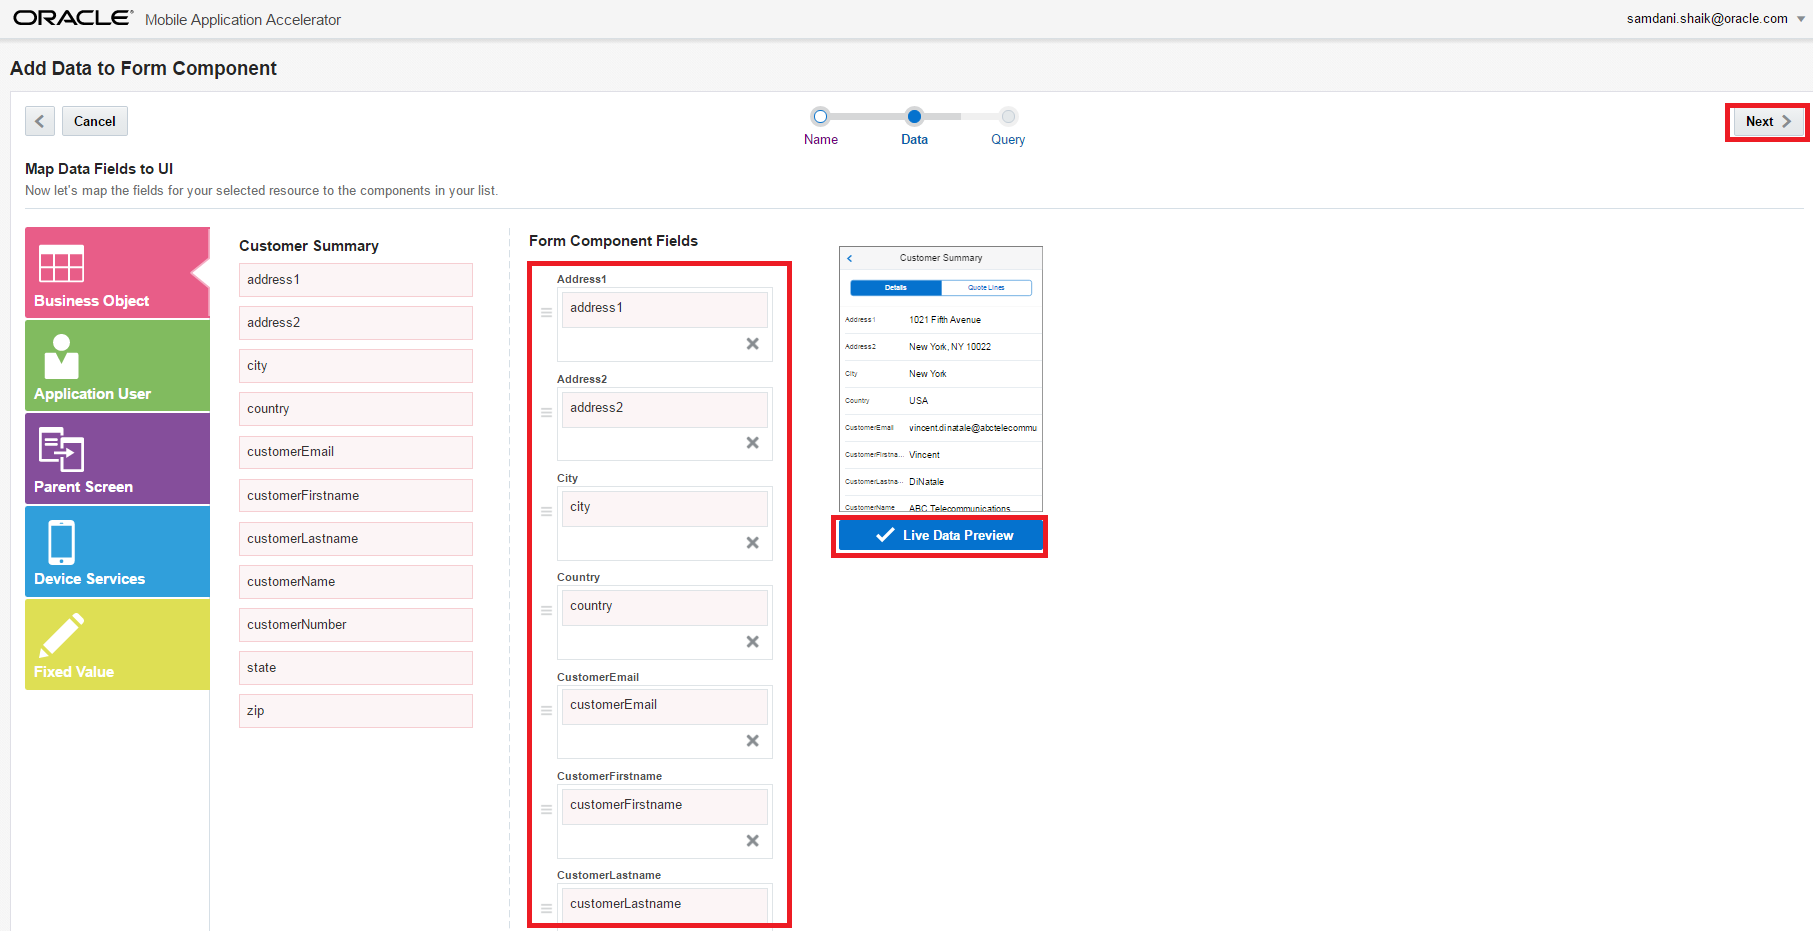 ORACLE® Mobile Application Accelerator
samdani.shaik@oracle.com
Add Data to Form Component
Cancel
Name
Data
Query
Next
Map Data Fields to UI
Now let's map the fields for your selected resource to the components in your list.
Business Object
Application User
Parent Screen
Device Services
Fixed Value
Customer Summary
address1
address2
city
country
customerEmail
customerFirstname
customerLastname
customerName
customerNumber
state
zip
Form Component Fields
Address1
address1
Address2
address2
City
city
Country
country
CustomerEmail
customerEmail
CustomerFirstname
customerFirstname
CustomerLastname
customerLastname
Customer Summary
Details
Quote Lines
Address1 1021 Fifth Avenue
Address2 New York, NY 10022
City New York
Country USA
CustomerEmail vincent.dinatale@abctelecommu
CustomerFirstna... Vincent
CustomerLastna... DiNatale
CustomerName ABC Telecommunications
Live Data Preview